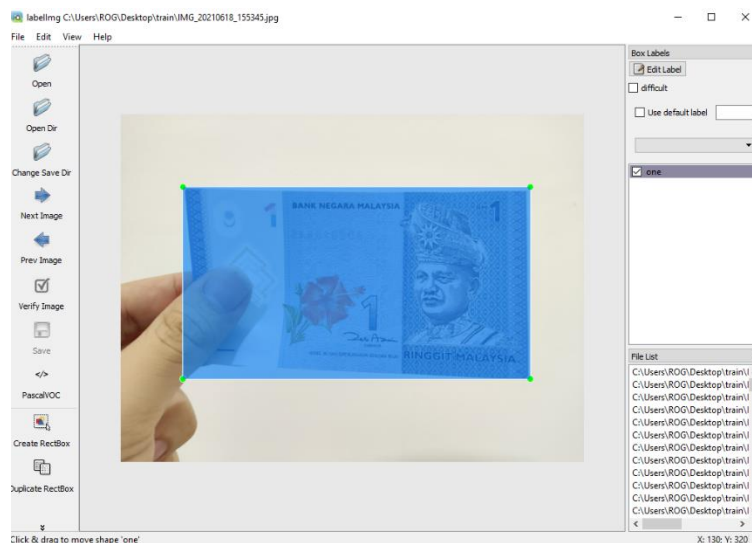 labelImg C:\Users\ROG\Desktop\train\IMG_20210618_155345.jpg
File Edit View Help
Open
Open Dir
Change Save Dir
Next Image
Prev Image
Verify Image
Save
</>
PascalVOC
Create RectBox
Duplicate RectBox
BANK NEGARA MALAYSIA
1
1
RINGGIT MALAYSIA
Box Labels
Edit Label
difficult
Use default label
one
File List
C:\Users\ROG\Desktop\train\I
C:\Users\ROG\Desktop\train\I
C:\Users\ROG\Desktop\train\I
C:\Users\ROG\Desktop\train\I
C:\Users\ROG\Desktop\train\I
C:\Users\ROG\Desktop\train\I
C:\Users\ROG\Desktop\train\I
C:\Users\ROG\Desktop\train\I
C:\Users\ROG\Desktop\train\I
C:\Users\ROG\Desktop\train\I
C:\Users\ROG\Desktop\train\I
C:\Users\ROG\Desktop\train\I
Click & drag to move shape 'one'
X: 130; Y: 320